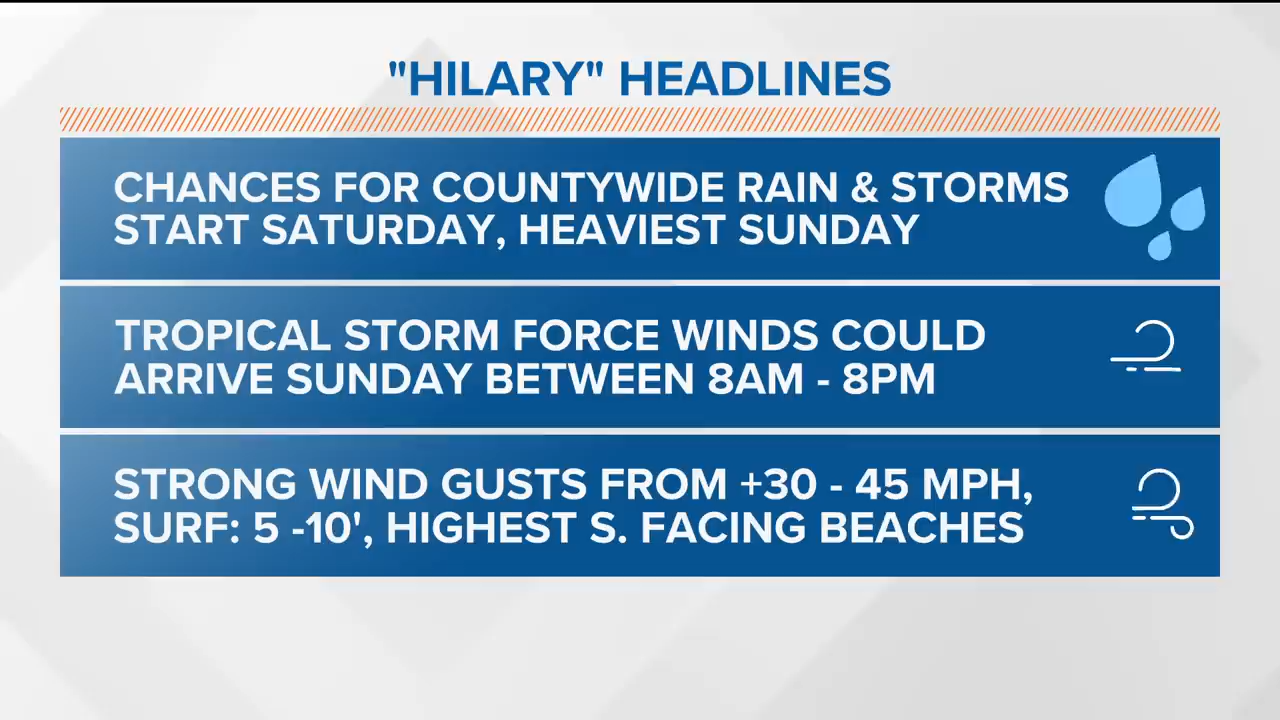 "HILARY" HEADLINES
CHANCES FOR COUNTYWIDE RAIN & STORMS
START SATURDAY, HEAVIEST SUNDAY
TROPICAL STORM FORCE WINDS COULD
ARRIVE SUNDAY BETWEEN 8AM - 8PM
STRONG WIND GUSTS FROM +30 - 45 MPH,
SURF: 5 -10', HIGHEST S. FACING BEACHES